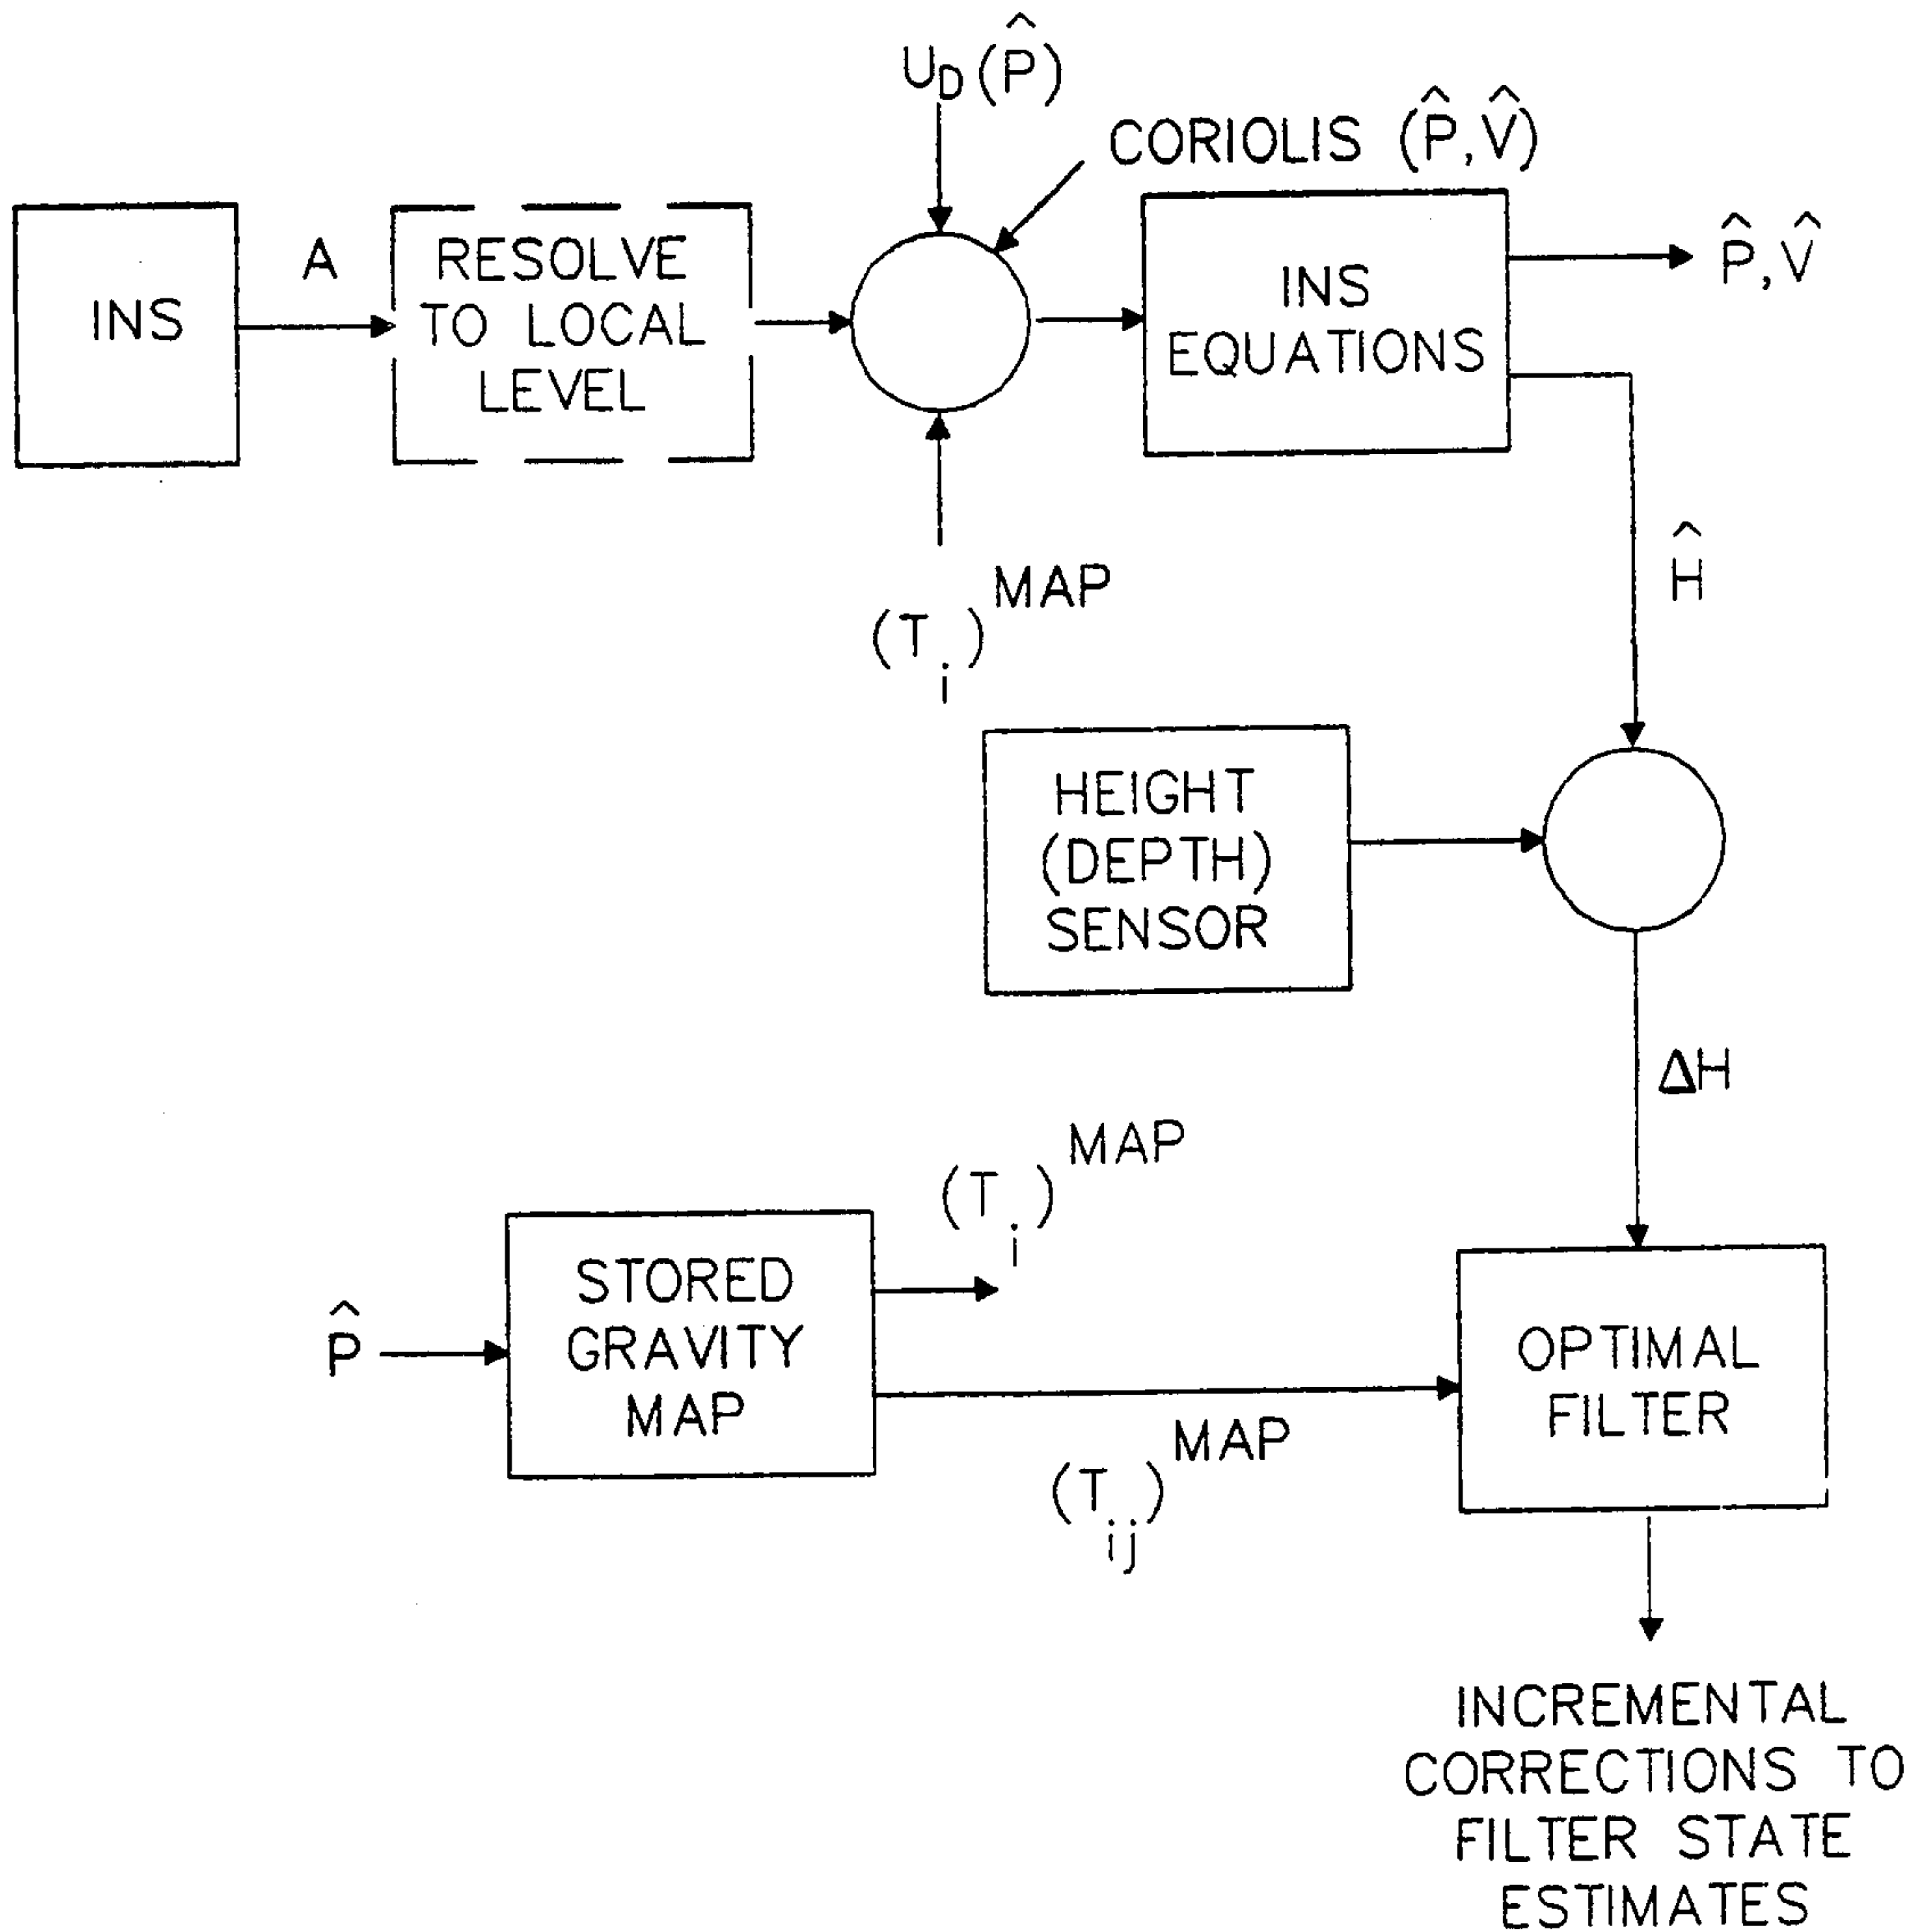 U_D(P̂)
CORIOLIS (P̂,V̂)
INS
A
RESOLVE
TO LOCAL
LEVEL
INS
EQUATIONS
P̂,V̂
(T_i)^MAP
Ĥ
HEIGHT
(DEPTH)
SENSOR
ΔH
(T_i)^MAP
P̂
STORED
GRAVITY
MAP
(T_ij)^MAP
OPTIMAL
FILTER
INCREMENTAL
CORRECTIONS TO
FILTER STATE
ESTIMATES